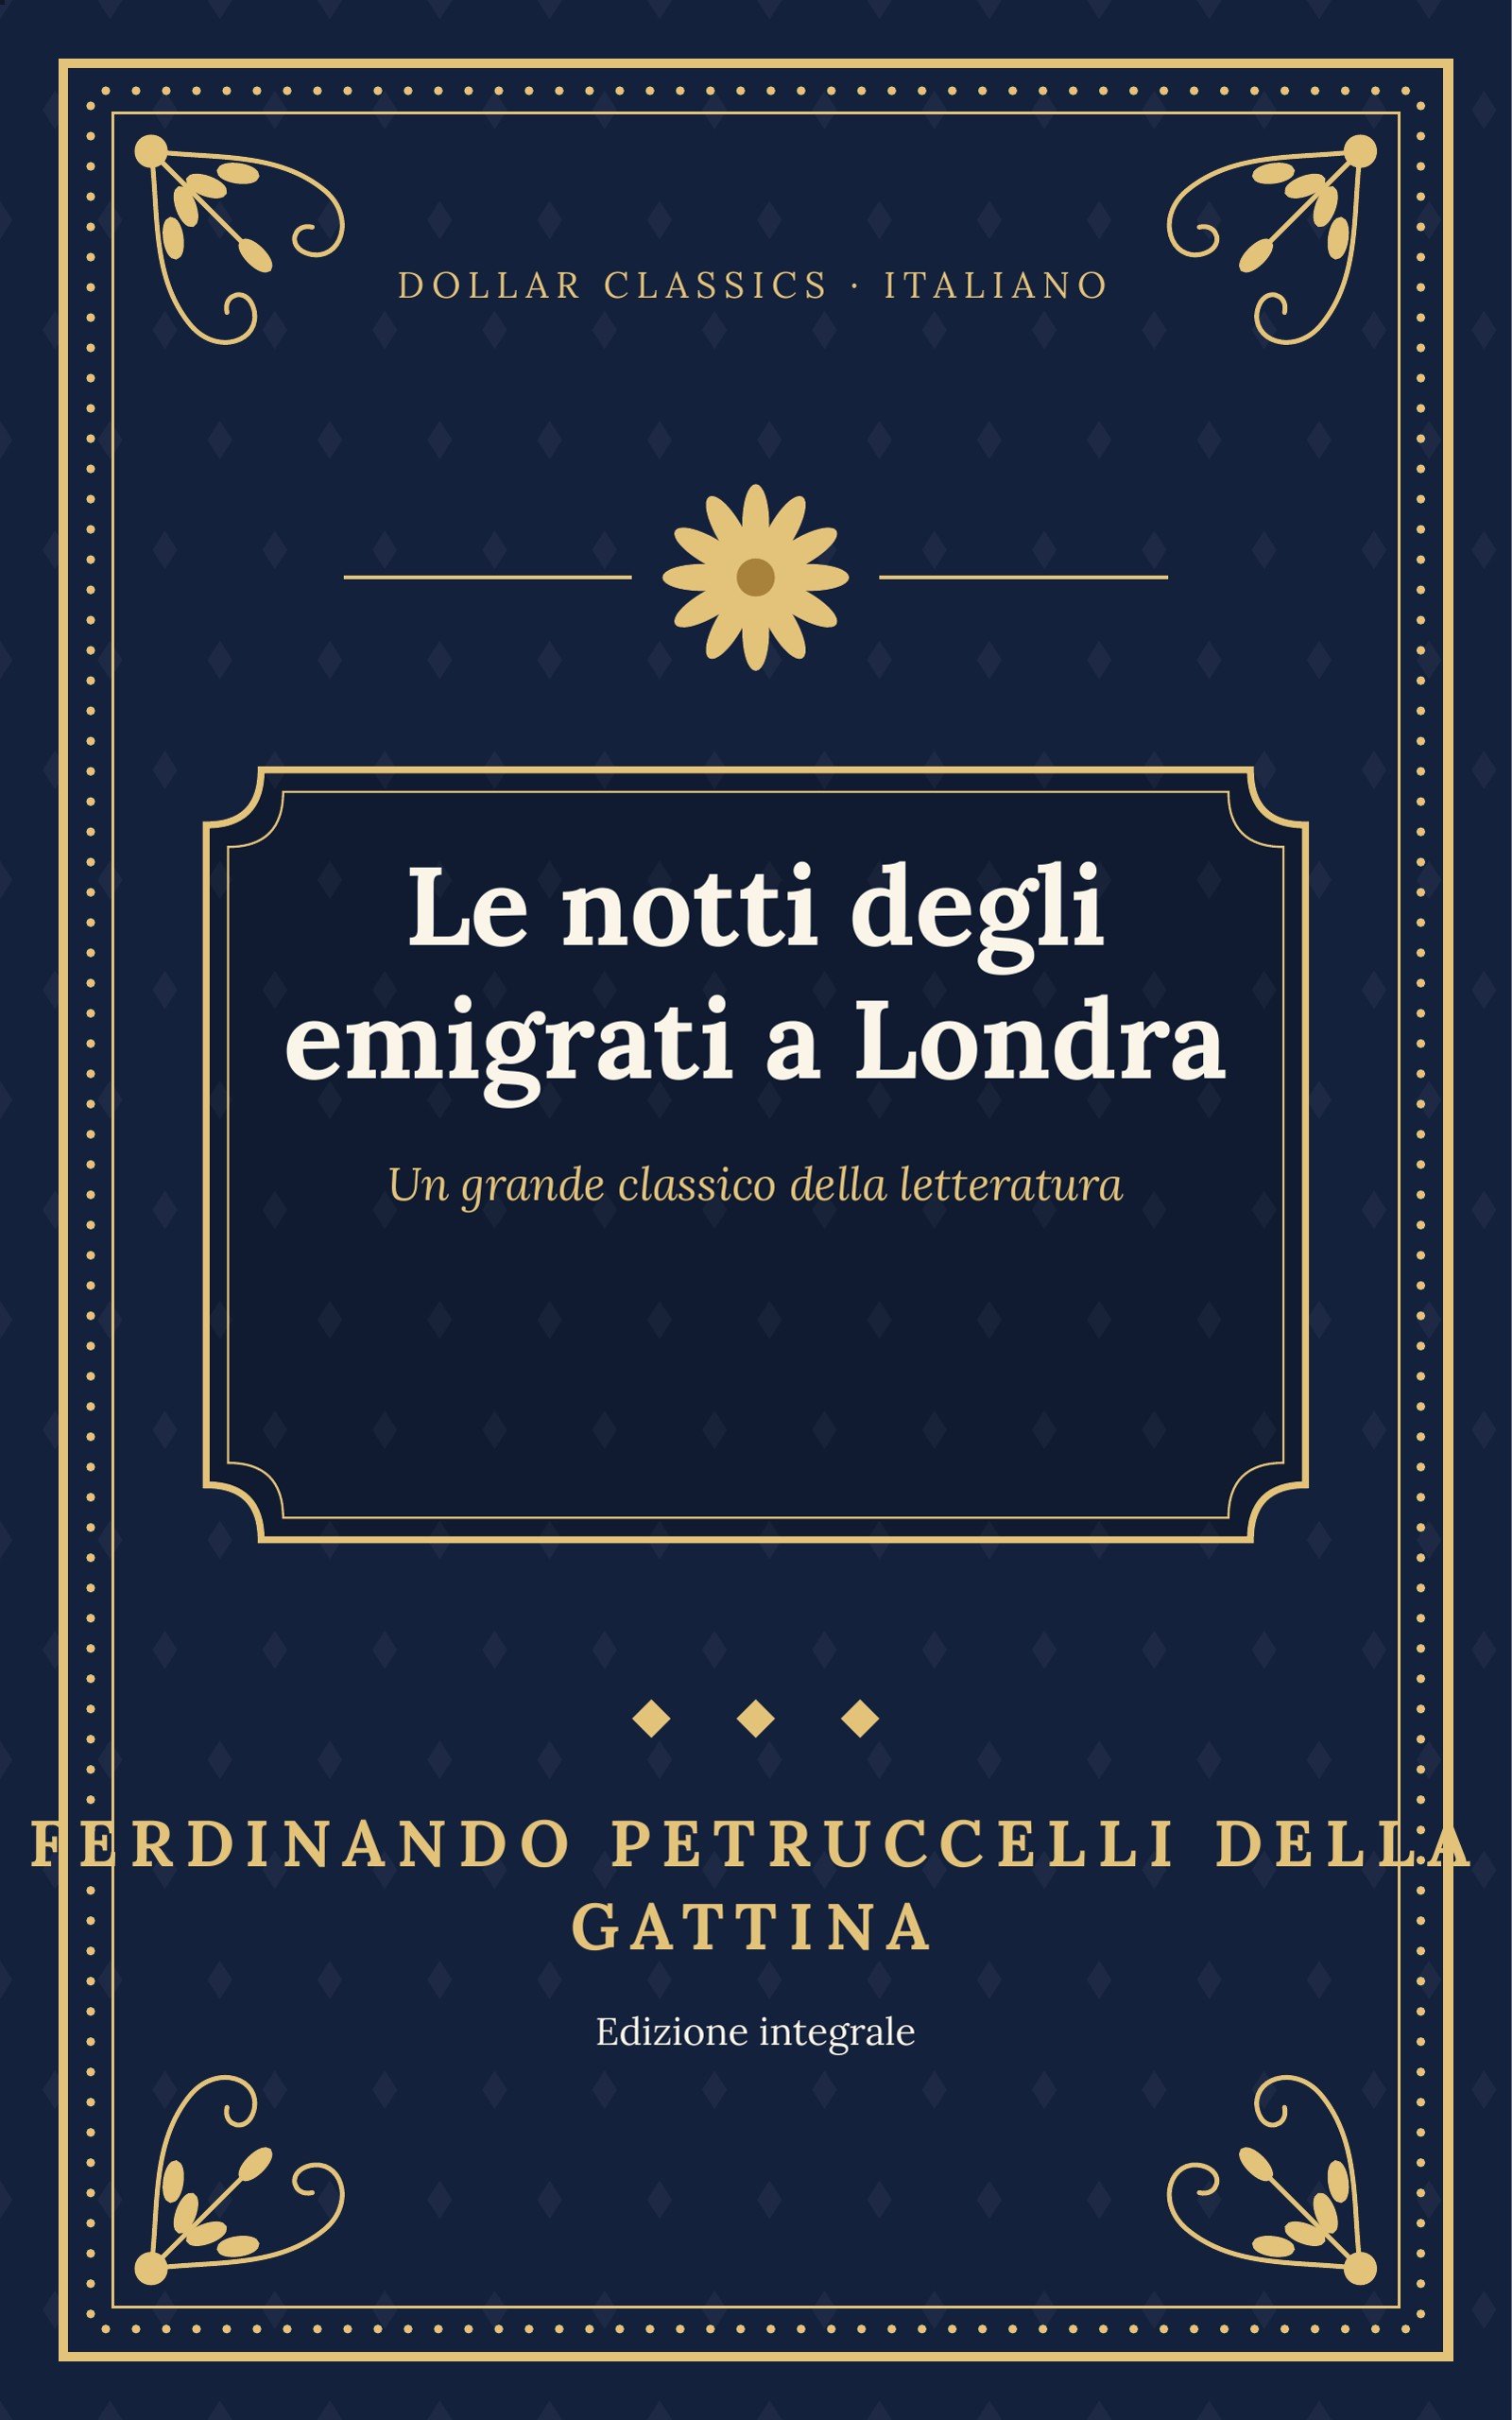 DOLLAR CLASSICS · ITALIANO
Le notti degli
emigrati a Londra
Un grande classico della letteratura
FERDINANDO PETRUCCELLI DELLA
GATTINA
Edizione integrale